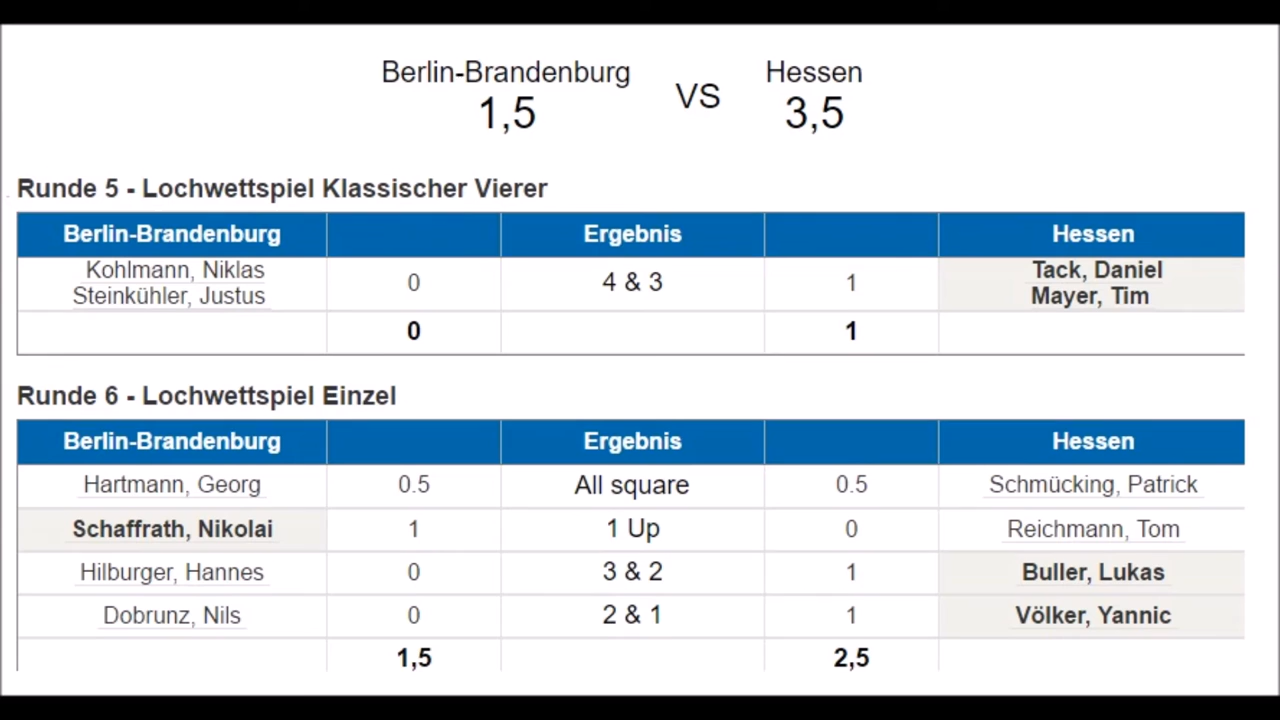 Berlin-Brandenburg VS Hessen
1,5 3,5
Runde 5 - Lochwettspiel Klassischer Vierer
Berlin-Brandenburg Ergebnis Hessen
Kohlmann, Niklas 0 4 & 3 1 Tack, Daniel
Steinkühler, Justus Mayer, Tim
0 1
Runde 6 - Lochwettspiel Einzel
Berlin-Brandenburg Ergebnis Hessen
Hartmann, Georg 0.5 All square 0.5 Schmücking, Patrick
Schaffrath, Nikolai 1 1 Up 0 Reichmann, Tom
Hilburger, Hannes 0 3 & 2 1 Buller, Lukas
Dobrunz, Nils 0 2 & 1 1 Völker, Yannic
1,5 2,5